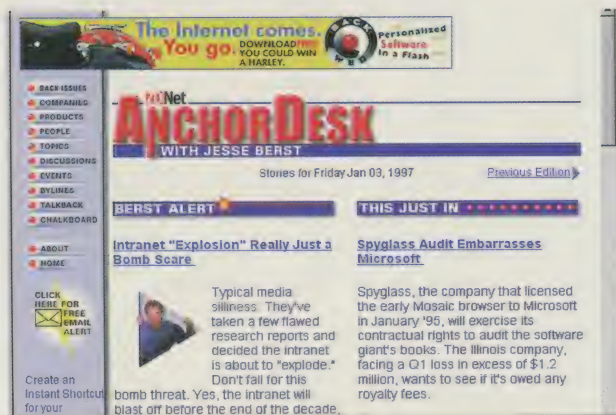 The Internet comes.
You go. DOWNLOAD FREE
YOU COULD WIN
A HARLEY.
BACK
WEB
Personalized
Software
In a Flash
BACK ISSUES
COMPANIES
PRODUCTS
PEOPLE
TOPICS
DISCUSSIONS
EVENTS
BYLINES
TALKBACK
CHALKBOARD
ABOUT
HOME
CLICK
HERE FOR
FREE
EMAIL
ALERT
Create an
Instant Shortcut
for your
Net
ANCHORDESK
WITH JESSE BERST
Stories for Friday Jan 03, 1997
Previous Edition
BERST ALERT
Intranet "Explosion" Really Just a
Bomb Scare
Typical media
silliness. They've
taken a few flawed
research reports and
decided the intranet
is about to "explode."
Don't fall for this
bomb threat. Yes, the intranet will
blast off before the end of the decade,
THIS JUST IN
Spyglass Audit Embarrasses
Microsoft
Spyglass, the company that licensed
the early Mosaic browser to Microsoft
in January '95, will exercise its
contractual rights to audit the software
giant's books. The Illinois company,
facing a Q1 loss in excess of $1.2
million, wants to see if it's owed any
royalty fees.